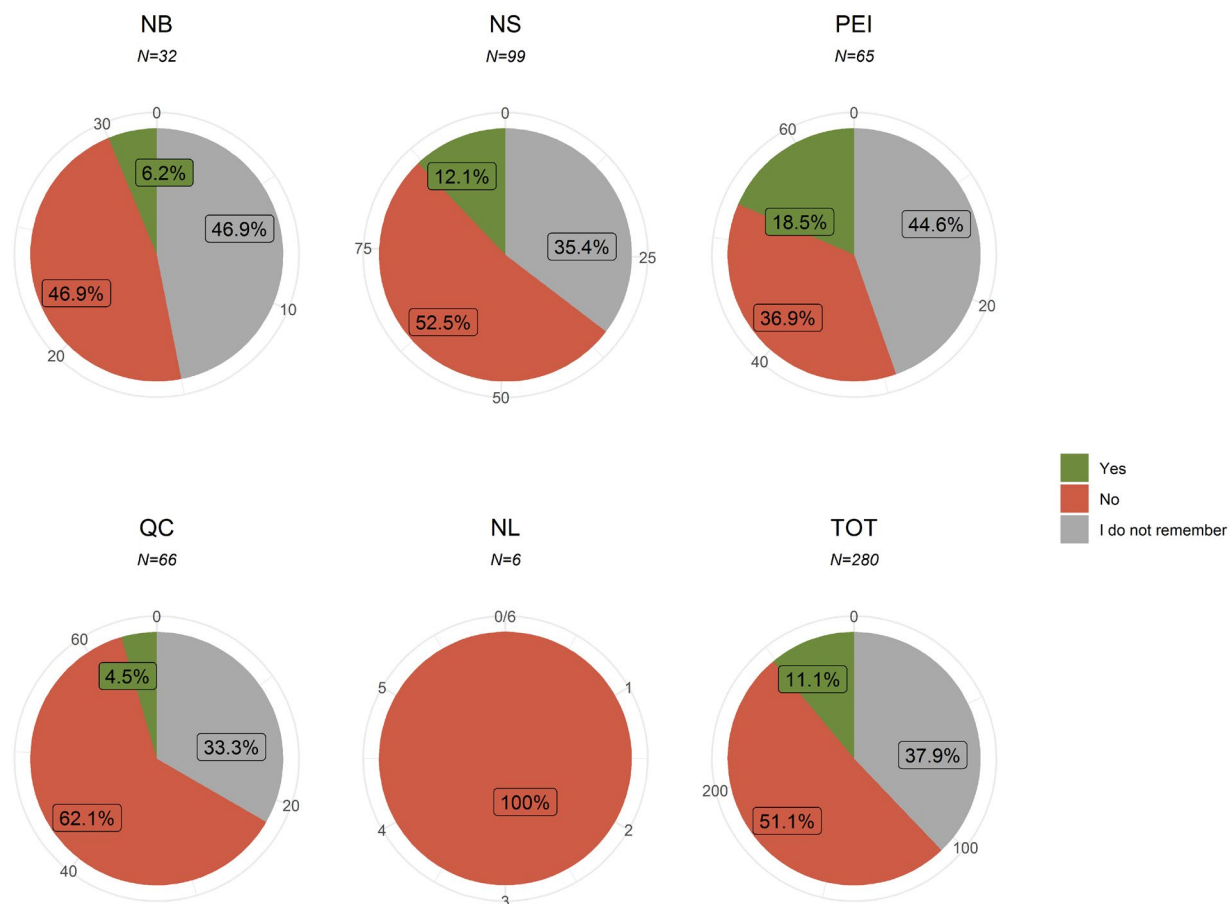 NB
N=32
0
30
6.2%
46.9%
46.9%
10
20
NS
N=99
0
12.1%
35.4%
75
25
52.5%
50
PEI
N=65
0
60
18.5%
44.6%
20
36.9%
40
Yes
No
I do not remember
QC
N=66
0
60
4.5%
33.3%
20
62.1%
40
NL
N=6
0/6
5
1
100%
4
2
3
TOT
N=280
0
11.1%
37.9%
200
51.1%
100